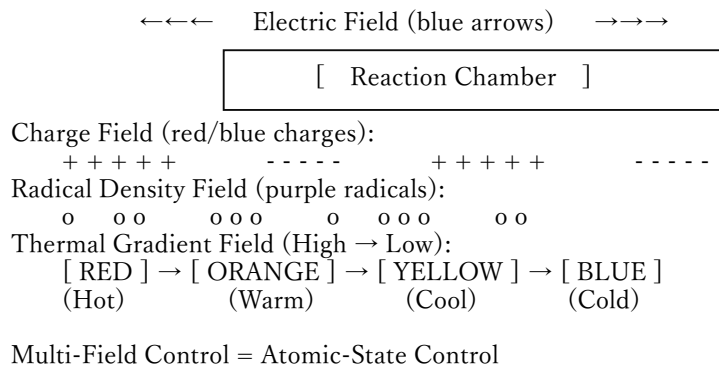 ←←← Electric Field (blue arrows) →→→
[ Reaction Chamber ]
Charge Field (red/blue charges):
+ + + + + - - - - - + + + + + - - - - -
Radical Density Field (purple radicals):
o o o o o o o o o o o o
Thermal Gradient Field (High → Low):
[ RED ] → [ ORANGE ] → [ YELLOW ] → [ BLUE ]
(Hot) (Warm) (Cool) (Cold)
Multi-Field Control = Atomic-State Control